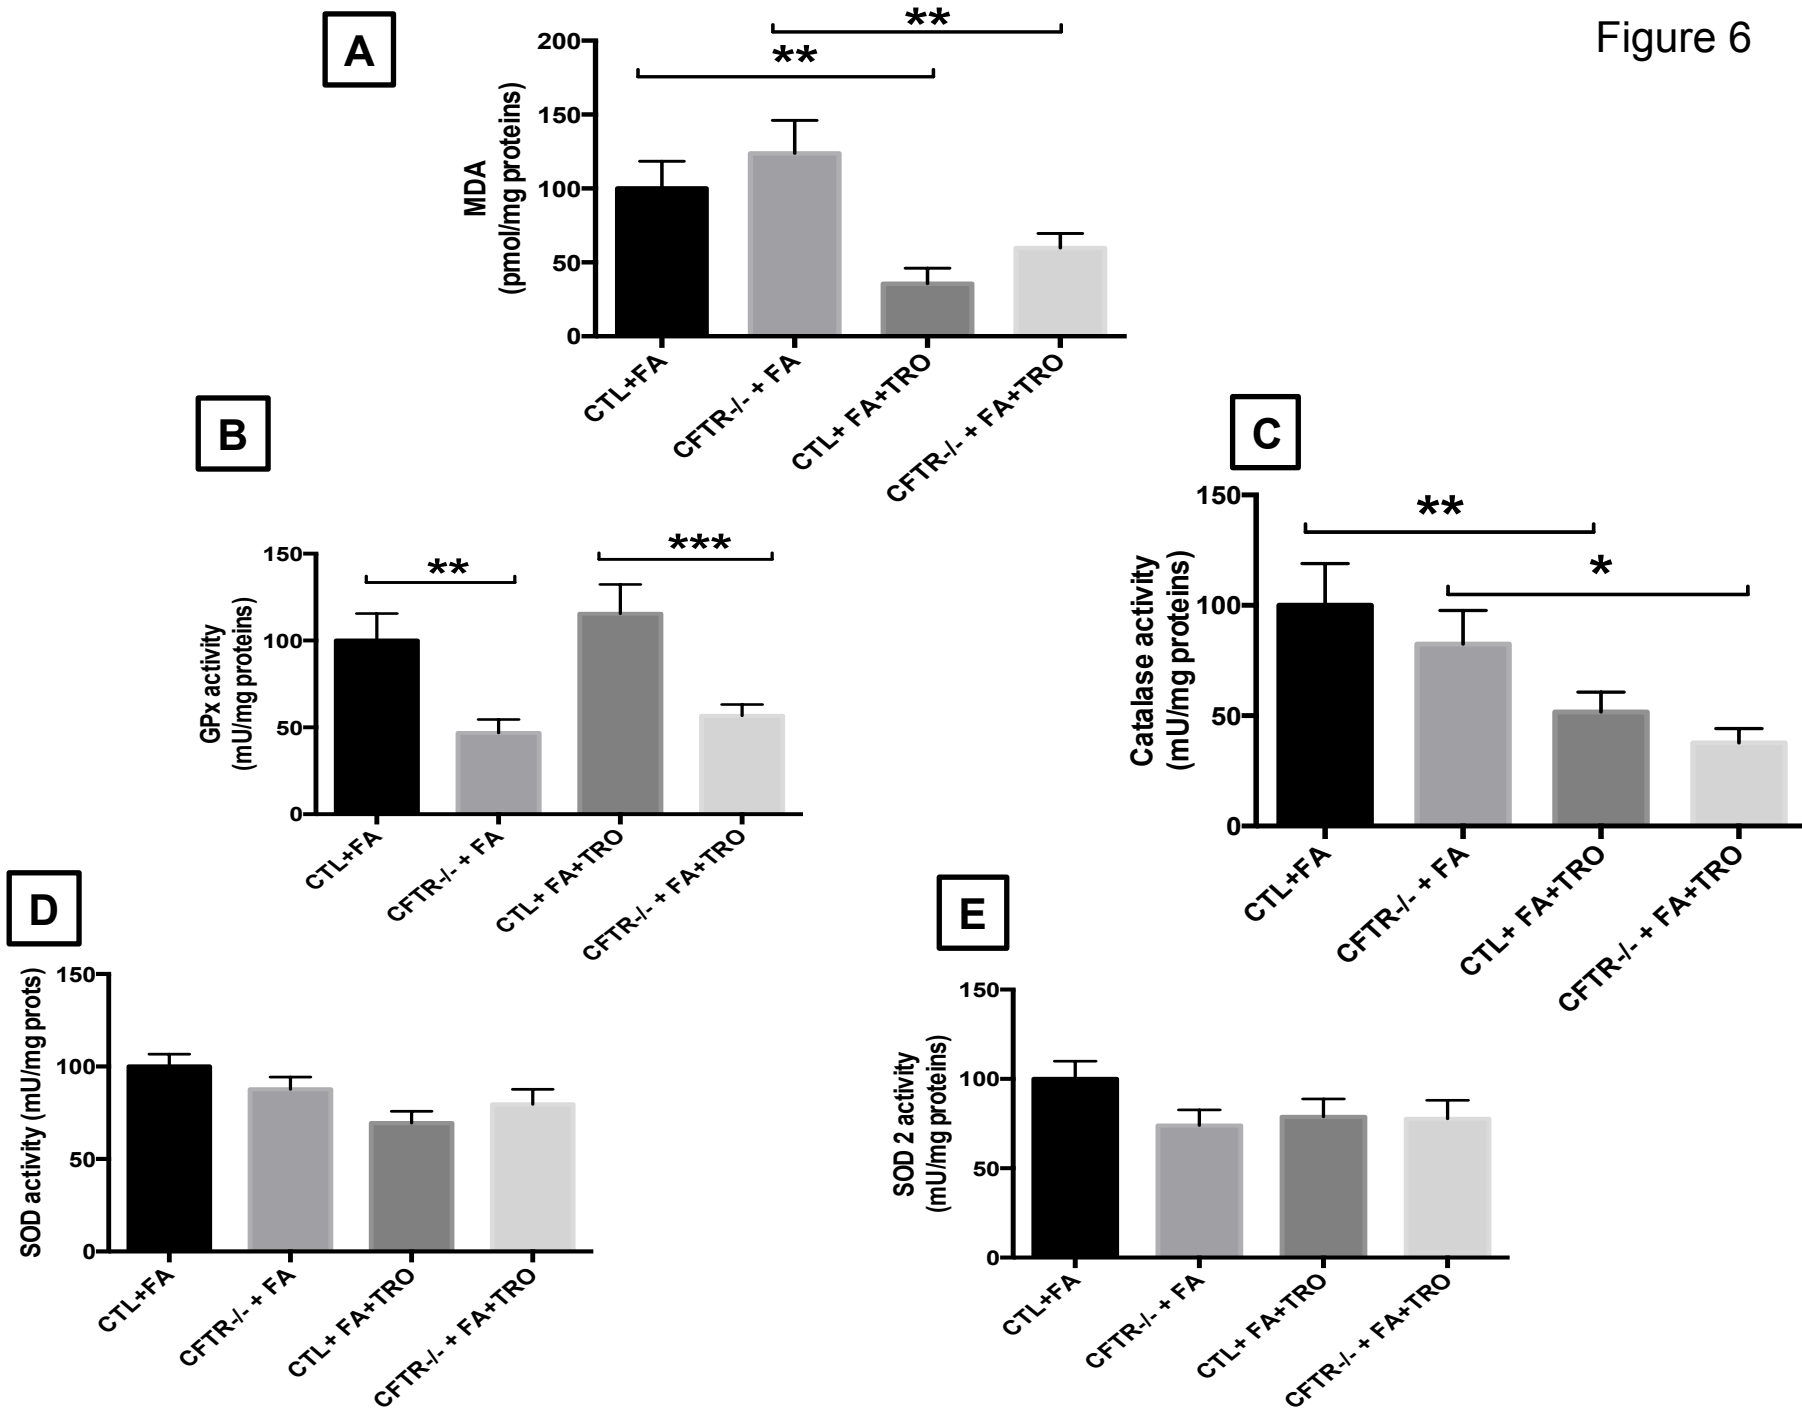 Figure 6
A
**
**
200
150
100
50
0
MDA
(pmol/mg proteins)
CTL+FA
CFTR-/- + FA
CTL+ FA+TRO
CFTR-/- + FA+TRO
B
**
***
150
100
50
0
GPx activity
(mU/mg proteins)
CTL+FA
CFTR-/- + FA
CTL+ FA+TRO
CFTR-/- + FA+TRO
C
**
*
150
100
50
0
Catalase activity
(mU/mg proteins)
CTL+FA
CFTR-/- + FA
CTL+ FA+TRO
CFTR-/- + FA+TRO
D
150
100
50
0
SOD activity (mU/mg prots)
CTL+FA
CFTR-/- + FA
CTL+ FA+TRO
CFTR-/- + FA+TRO
E
150
100
50
0
SOD 2 activity
(mU/mg proteins)
CTL+FA
CFTR-/- + FA
CTL+ FA+TRO
CFTR-/- + FA+TRO